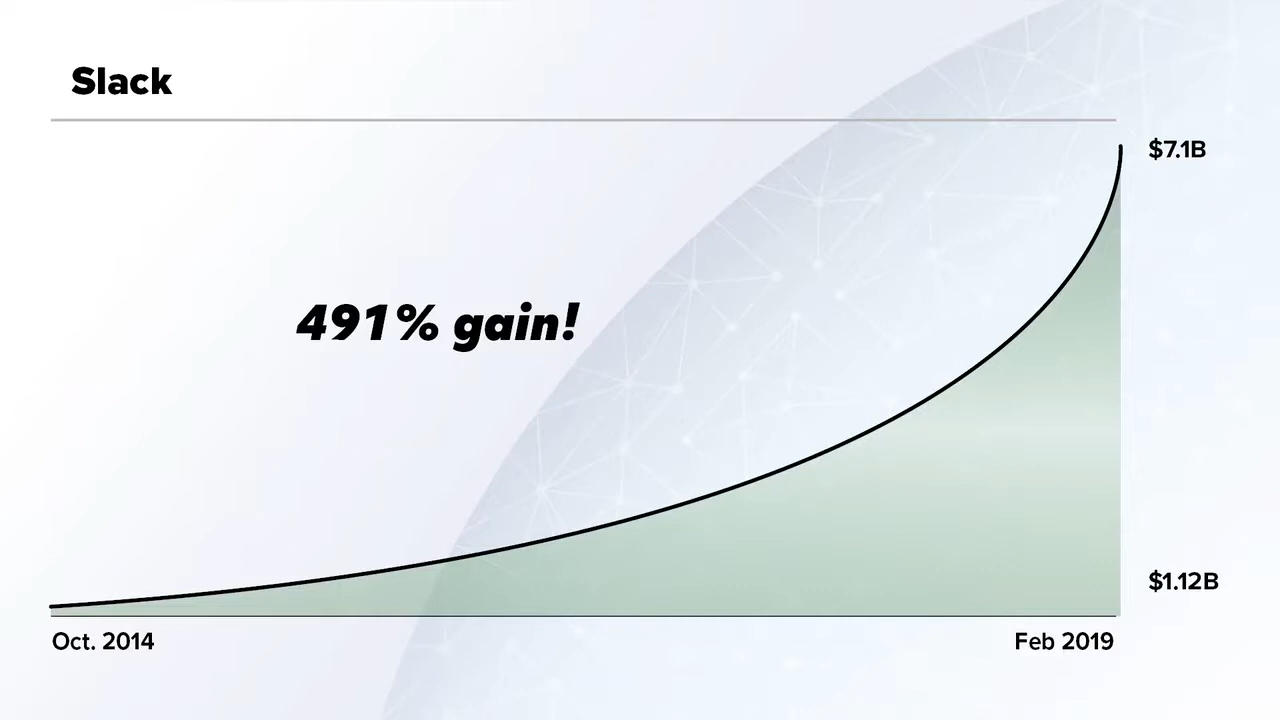 Slack
$7.1B
491% gain!
$1.12B
Oct. 2014
Feb 2019